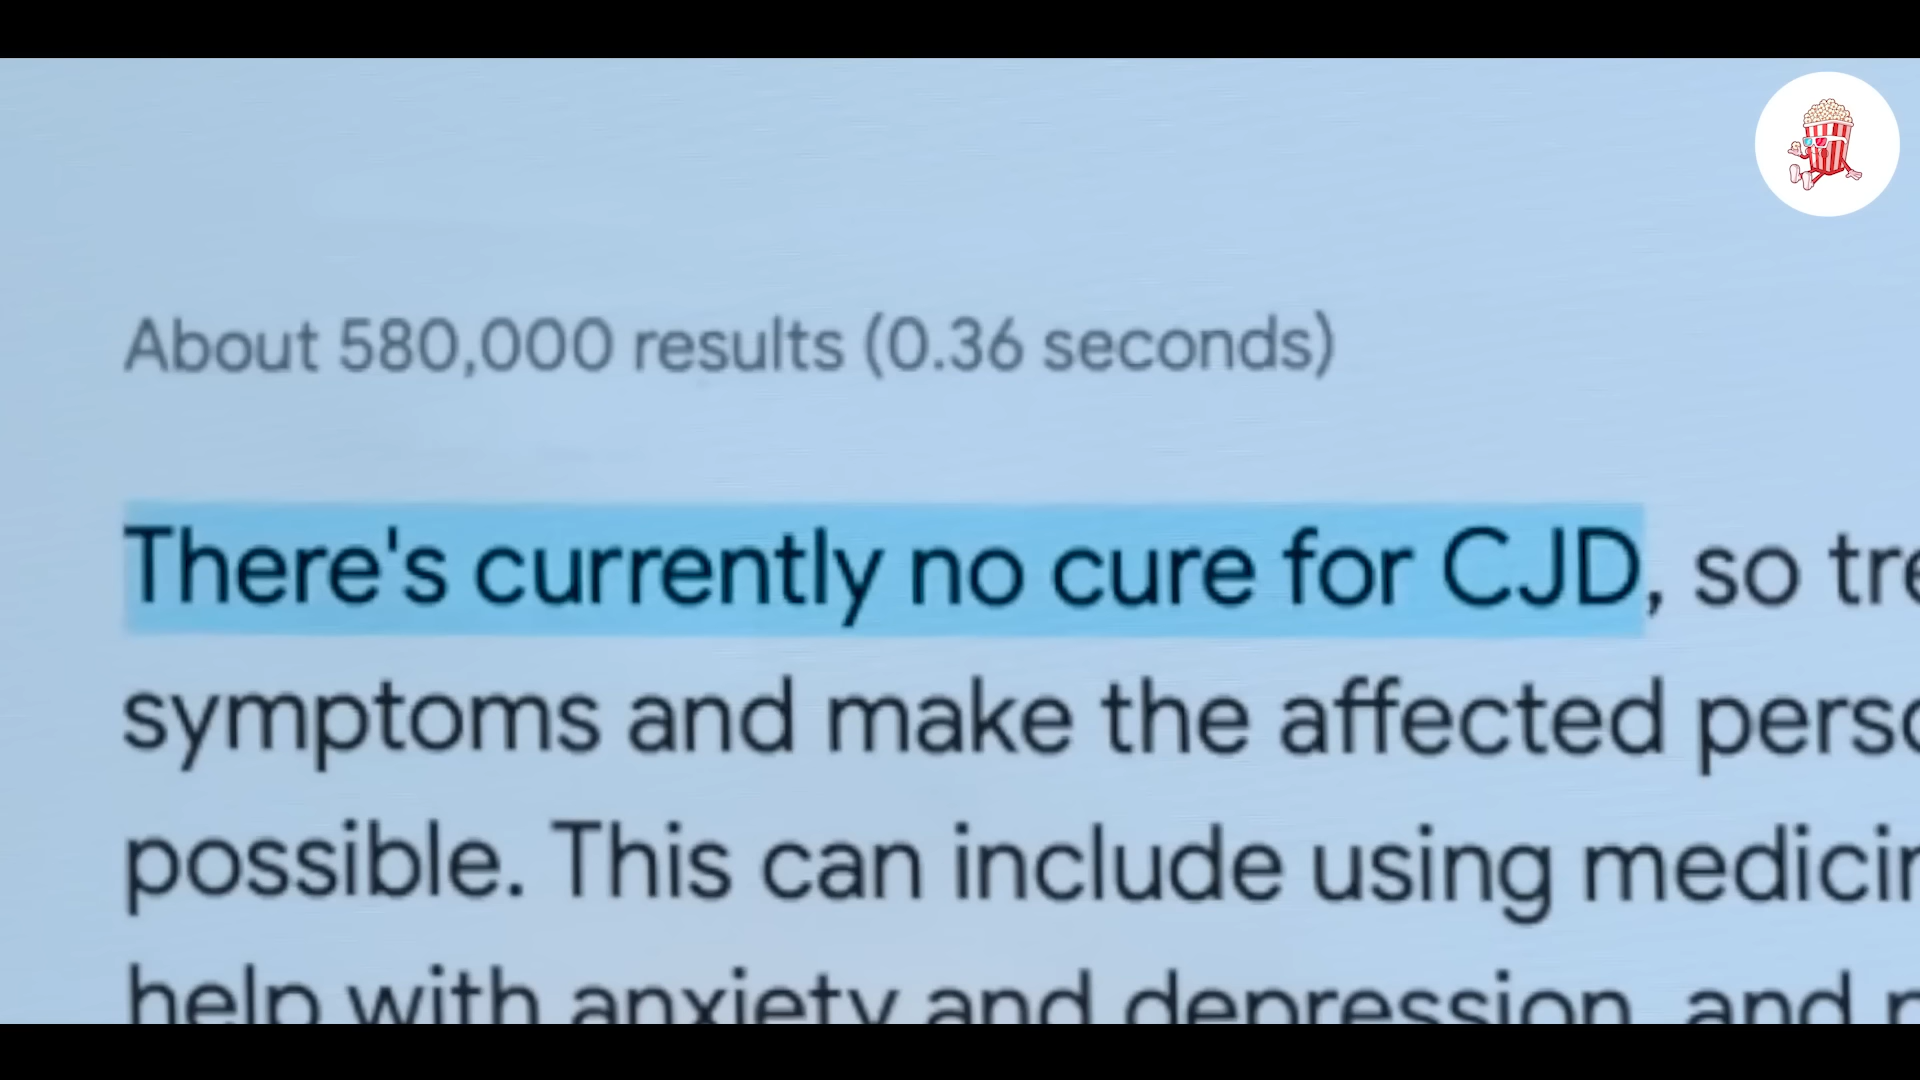 About 580,000 results (0.36 seconds)
There's currently no cure for CJD, so
symptoms and make the affected
possible. This can include using
help with anxiety and depression, and